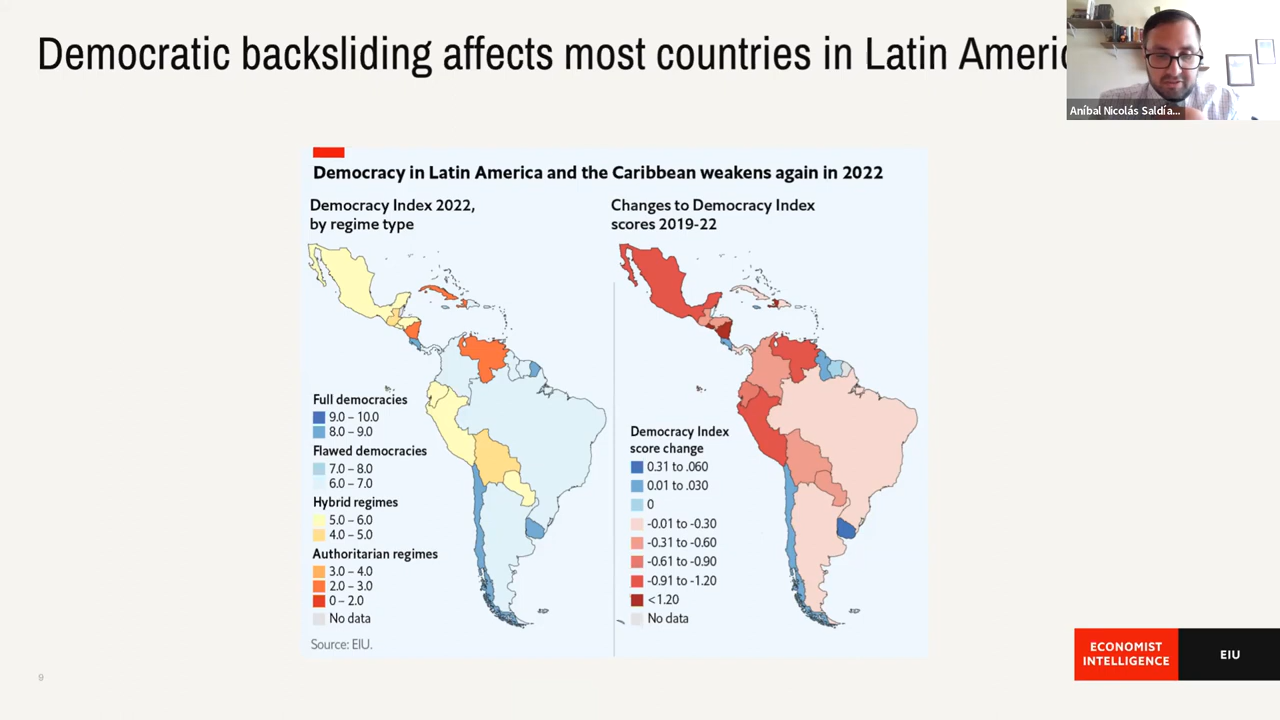 Democratic backsliding affects most countries in Latin Americ
Aníbal Nicolás Saldía...
Democracy in Latin America and the Caribbean weakens again in 2022
Democracy Index 2022,
by regime type
Full democracies
9.0 – 10.0
8.0 – 9.0
Flawed democracies
7.0 – 8.0
6.0 – 7.0
Hybrid regimes
5.0 – 6.0
4.0 – 5.0
Authoritarian regimes
3.0 – 4.0
2.0 – 3.0
0 – 2.0
No data
Source: EIU.
Changes to Democracy Index
scores 2019-22
Democracy Index
score change
0.31 to .060
0.01 to .030
0
-0.01 to -0.30
-0.31 to -0.60
-0.61 to -0.90
-0.91 to -1.20
<1.20
No data
ECONOMIST
INTELLIGENCE
EIU
9